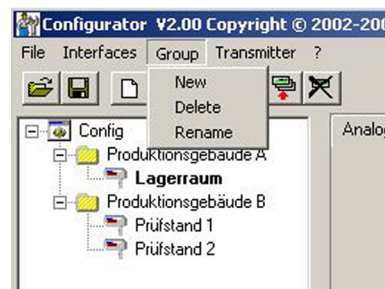 Configurator V2.00 Copyright © 2002-200
File Interfaces Group Transmitter ?
New
Delete
Rename
Config
Produktionsgebäude A
Lagerraum
Produktionsgebäude B
Prüfstand 1
Prüfstand 2
Analog